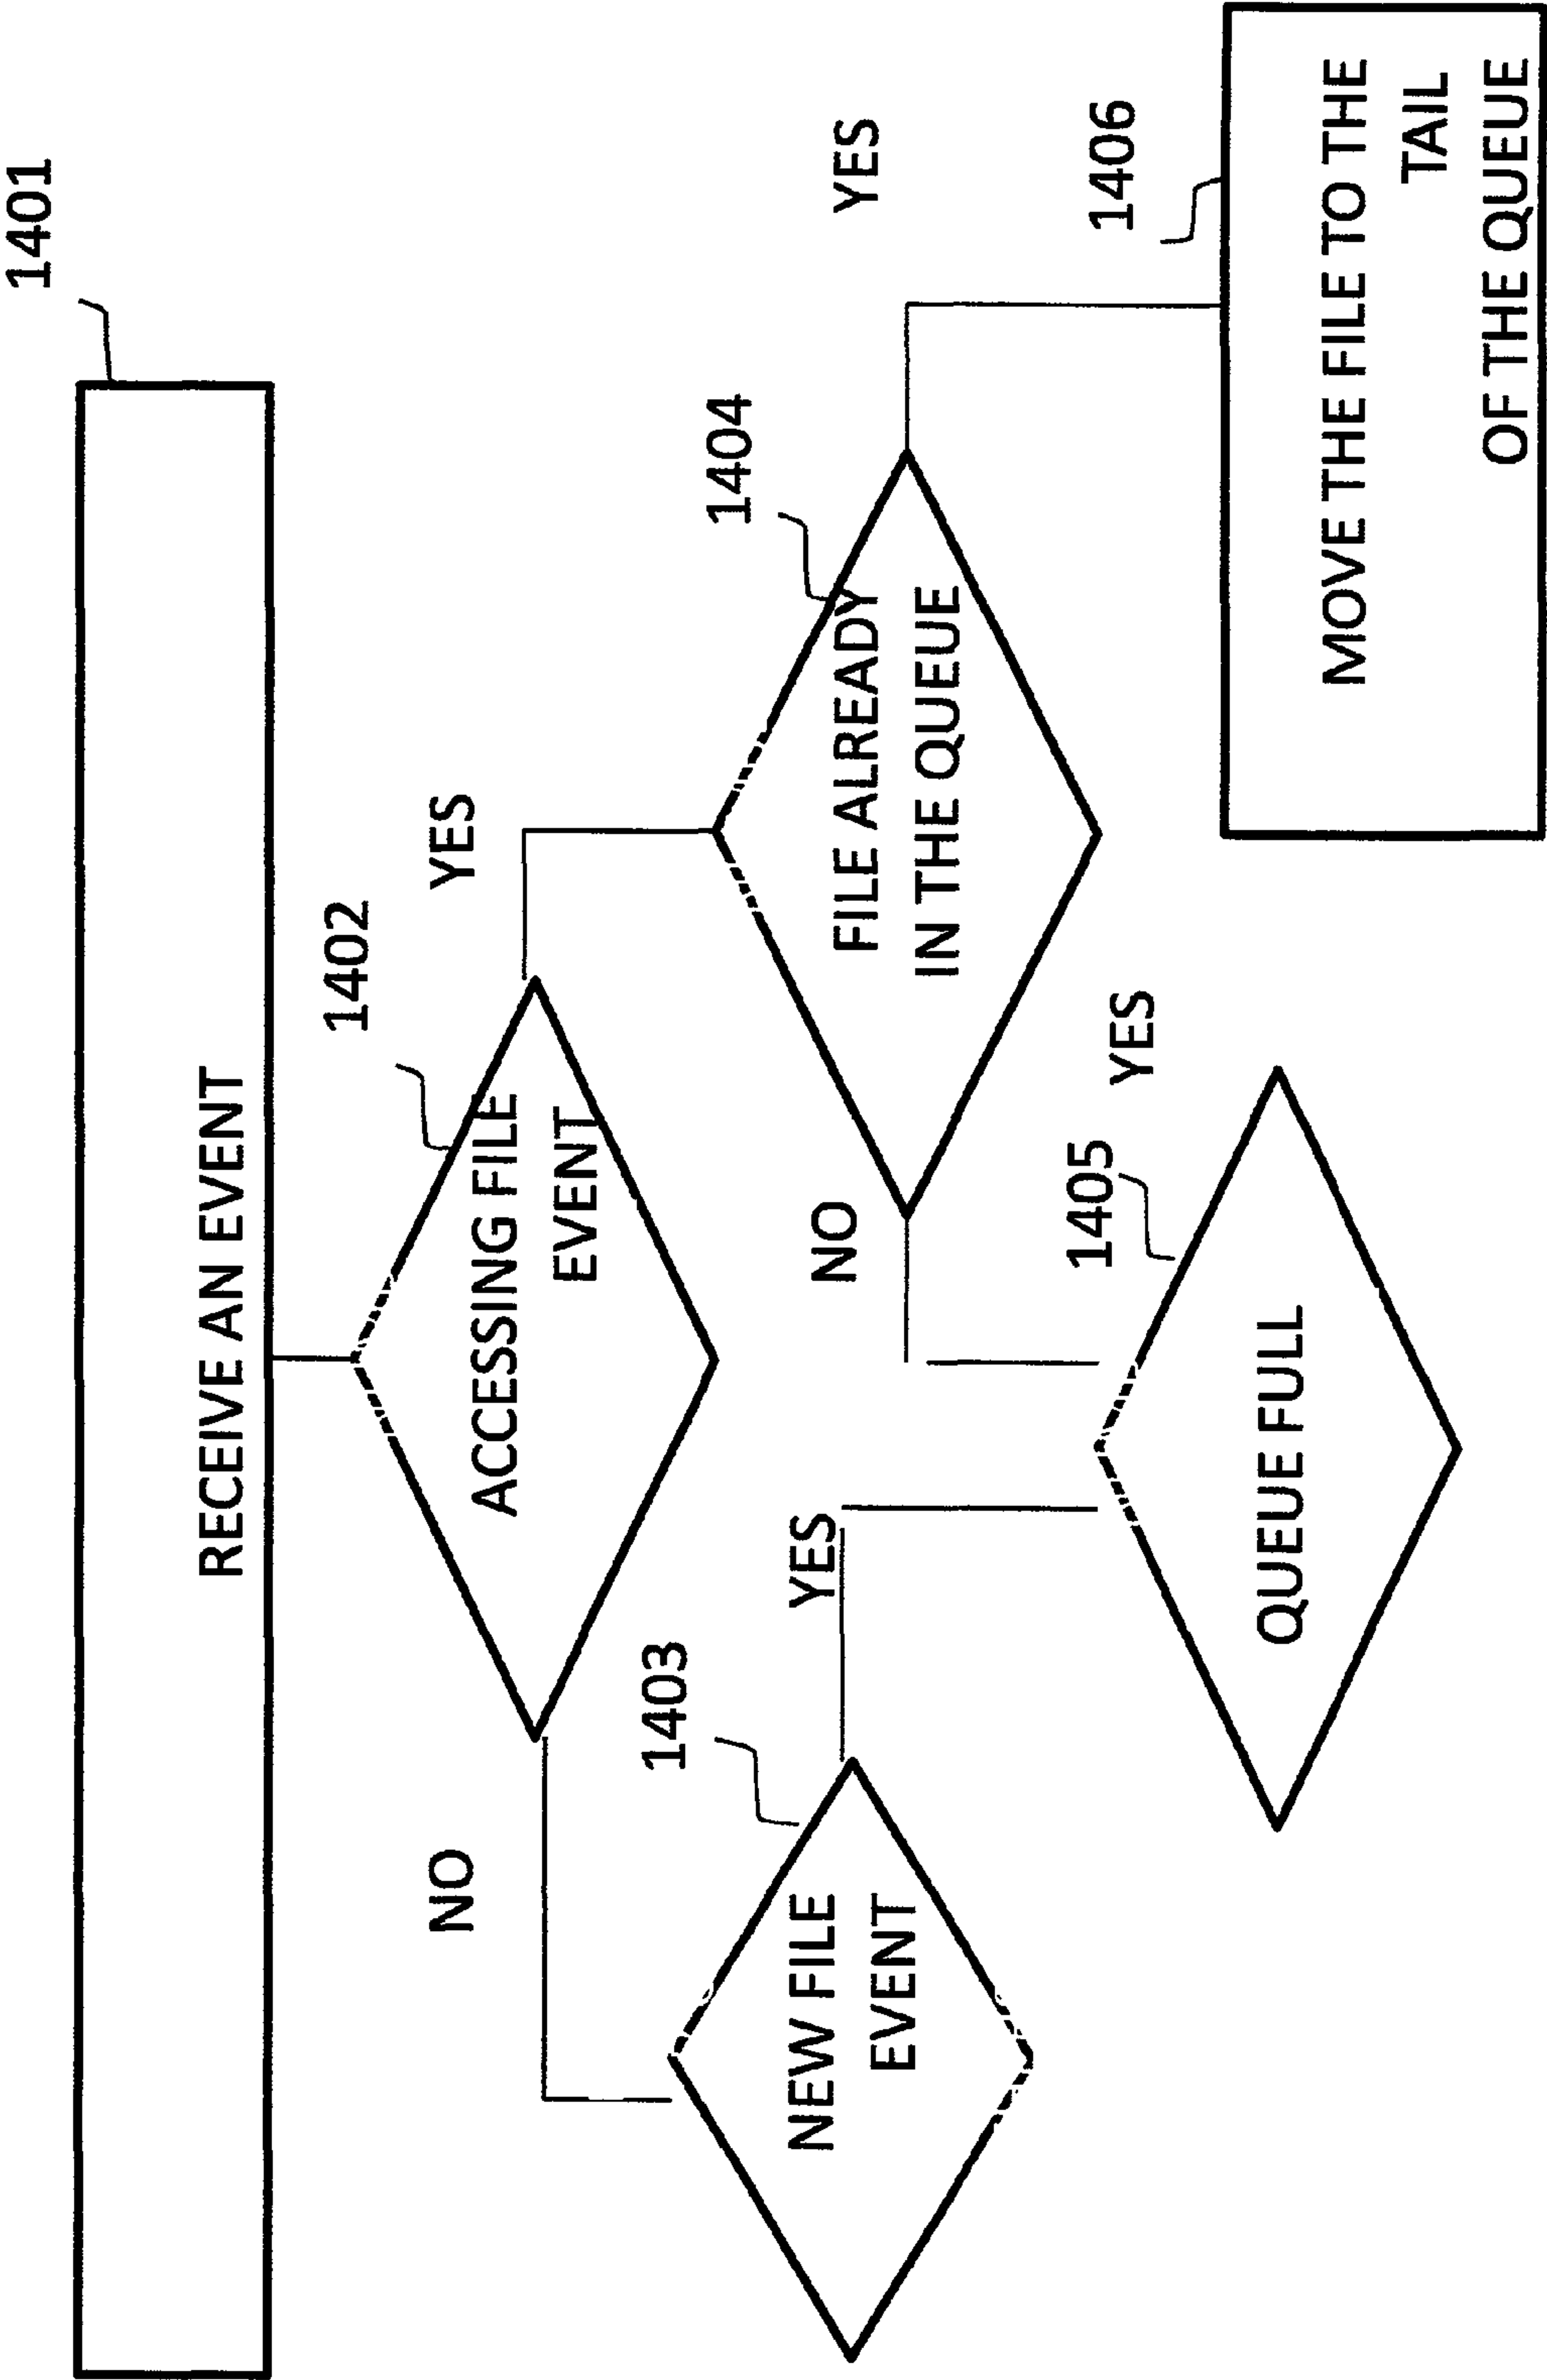 1401
RECEIVE AN EVENT
1402
NO
YES
ACCESSING FILE
EVENT
1403
1404
YES
NO
YES
NEW FILE
EVENT
FILE ALREADY
IN THE QUEUE
1405
YES
1406
QUEUE FULL
MOVE THE FILE TO THE
TAIL
OF THE QUEUE